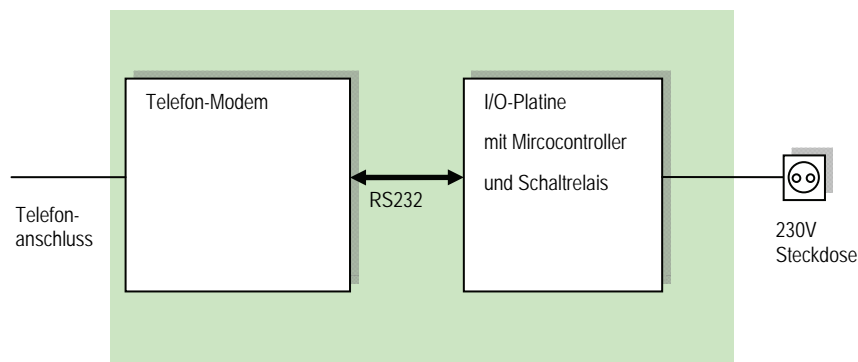 Telefon-Modem
I/O-Platine
mit Mircocontroller
und Schaltrelais
RS232
Telefon-
anschluss
230V
Steckdose